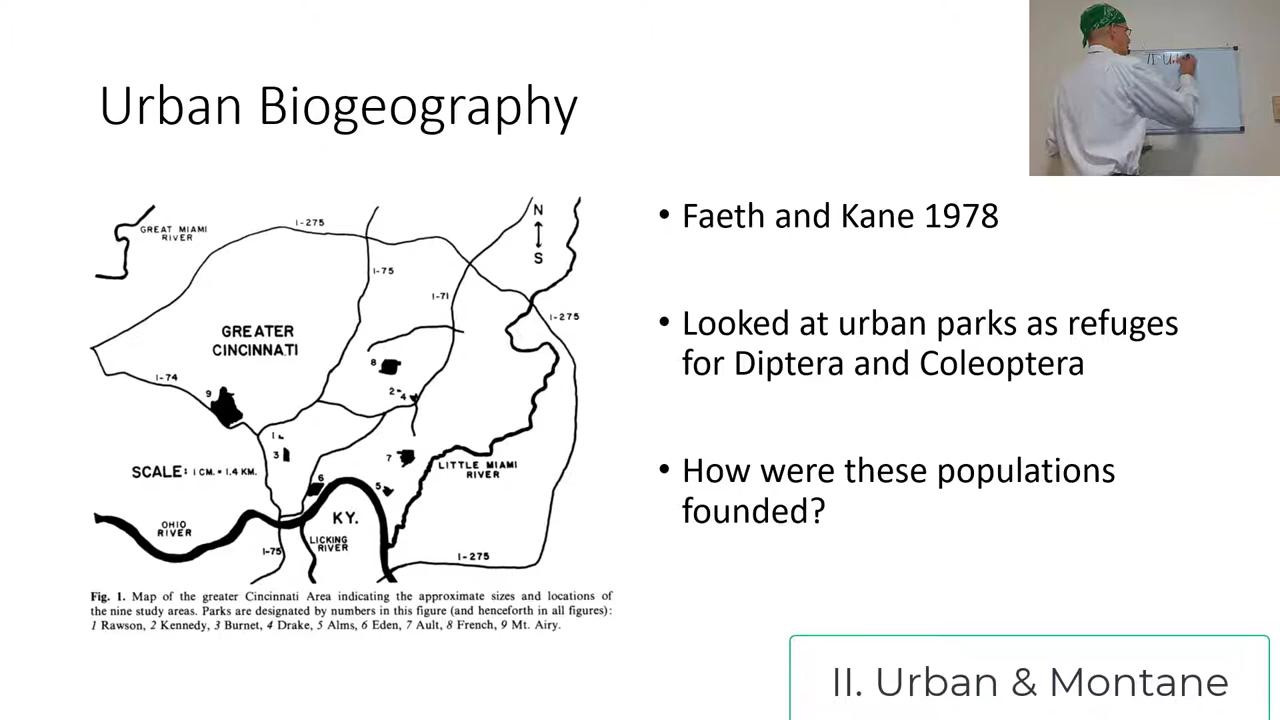 Urban Biogeography
II Ur
• Faeth and Kane 1978
• Looked at urban parks as refuges
for Diptera and Coleoptera
• How were these populations
founded?
GREAT MIAMI
RIVER
I-275
N
S
I-75
I-71
I-275
GREATER
CINCINNATI
I-74
8
2
4
9
1
3
7
SCALE: 1 CM. = 1.4 KM.
LITTLE MIAMI
RIVER
6
5
OHIO
RIVER
KY.
LICKING
RIVER
I-75
I-275
Fig. 1. Map of the greater Cincinnati Area indicating the approximate sizes and locations of
the nine study areas. Parks are designated by numbers in this figure (and henceforth in all figures):
1 Rawson, 2 Kennedy, 3 Burnet, 4 Drake, 5 Alms, 6 Eden, 7 Ault, 8 French, 9 Mt. Airy.
II. Urban & Montane